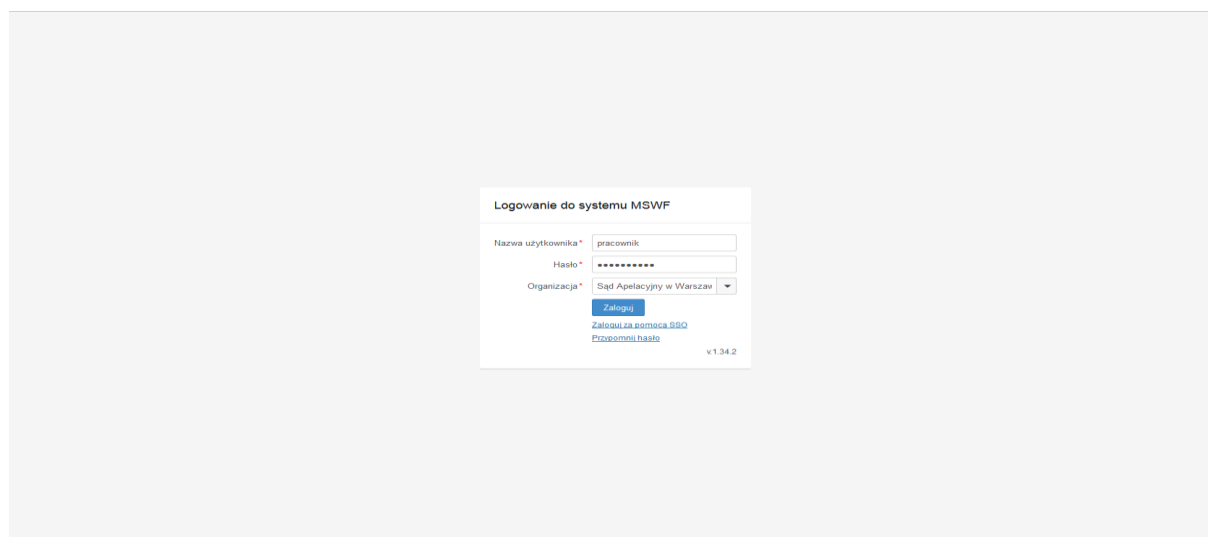 Logowanie do systemu MSWF
Nazwa użytkownika* pracownik
Hasło* ••••••••••
Organizacja* Sąd Apelacyjny w Warszaw
Zaloguj
Zaloguj za pomocą SSO
Przypomnij hasło
v.1.34.2